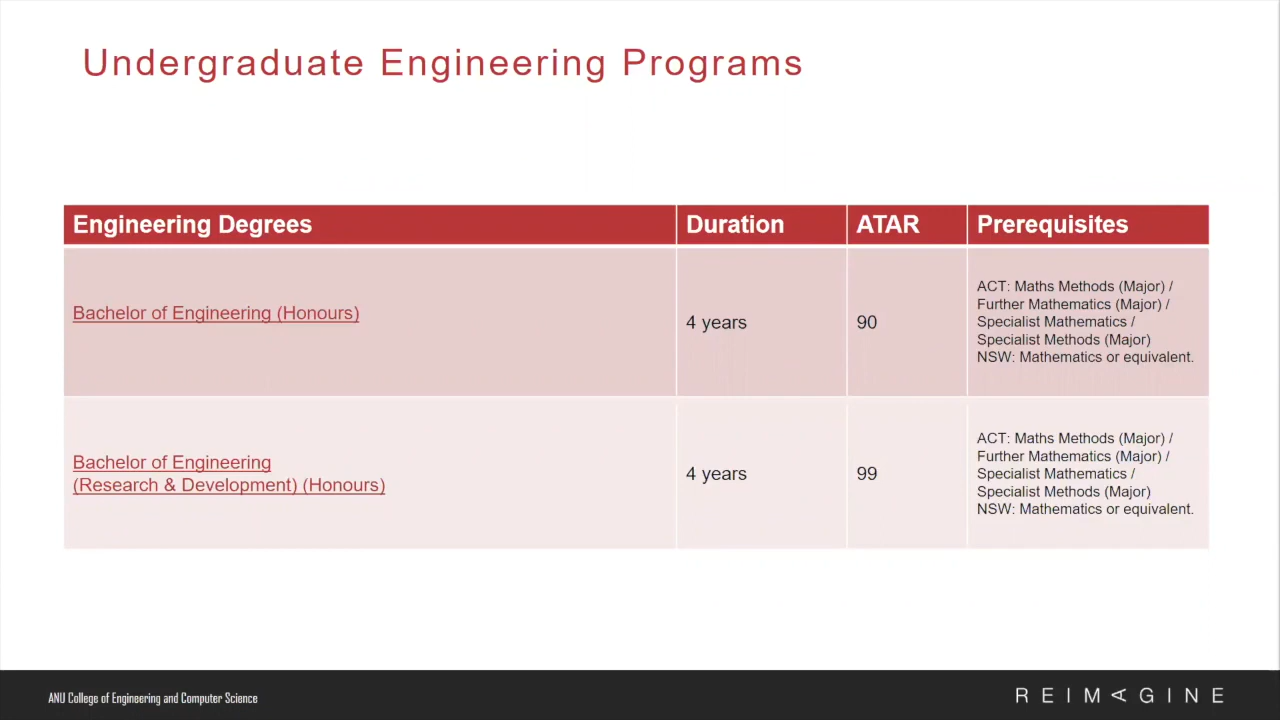 Undergraduate Engineering Programs
Engineering Degrees Duration ATAR Prerequisites
Bachelor of Engineering (Honours)
4 years
90
ACT: Maths Methods (Major) /
Further Mathematics (Major) /
Specialist Mathematics /
Specialist Methods (Major)
NSW: Mathematics or equivalent.
Bachelor of Engineering
(Research & Development) (Honours)
4 years
99
ACT: Maths Methods (Major) /
Further Mathematics (Major) /
Specialist Mathematics /
Specialist Methods (Major)
NSW: Mathematics or equivalent.
ANU College of Engineering and Computer Science
REIMAGINE